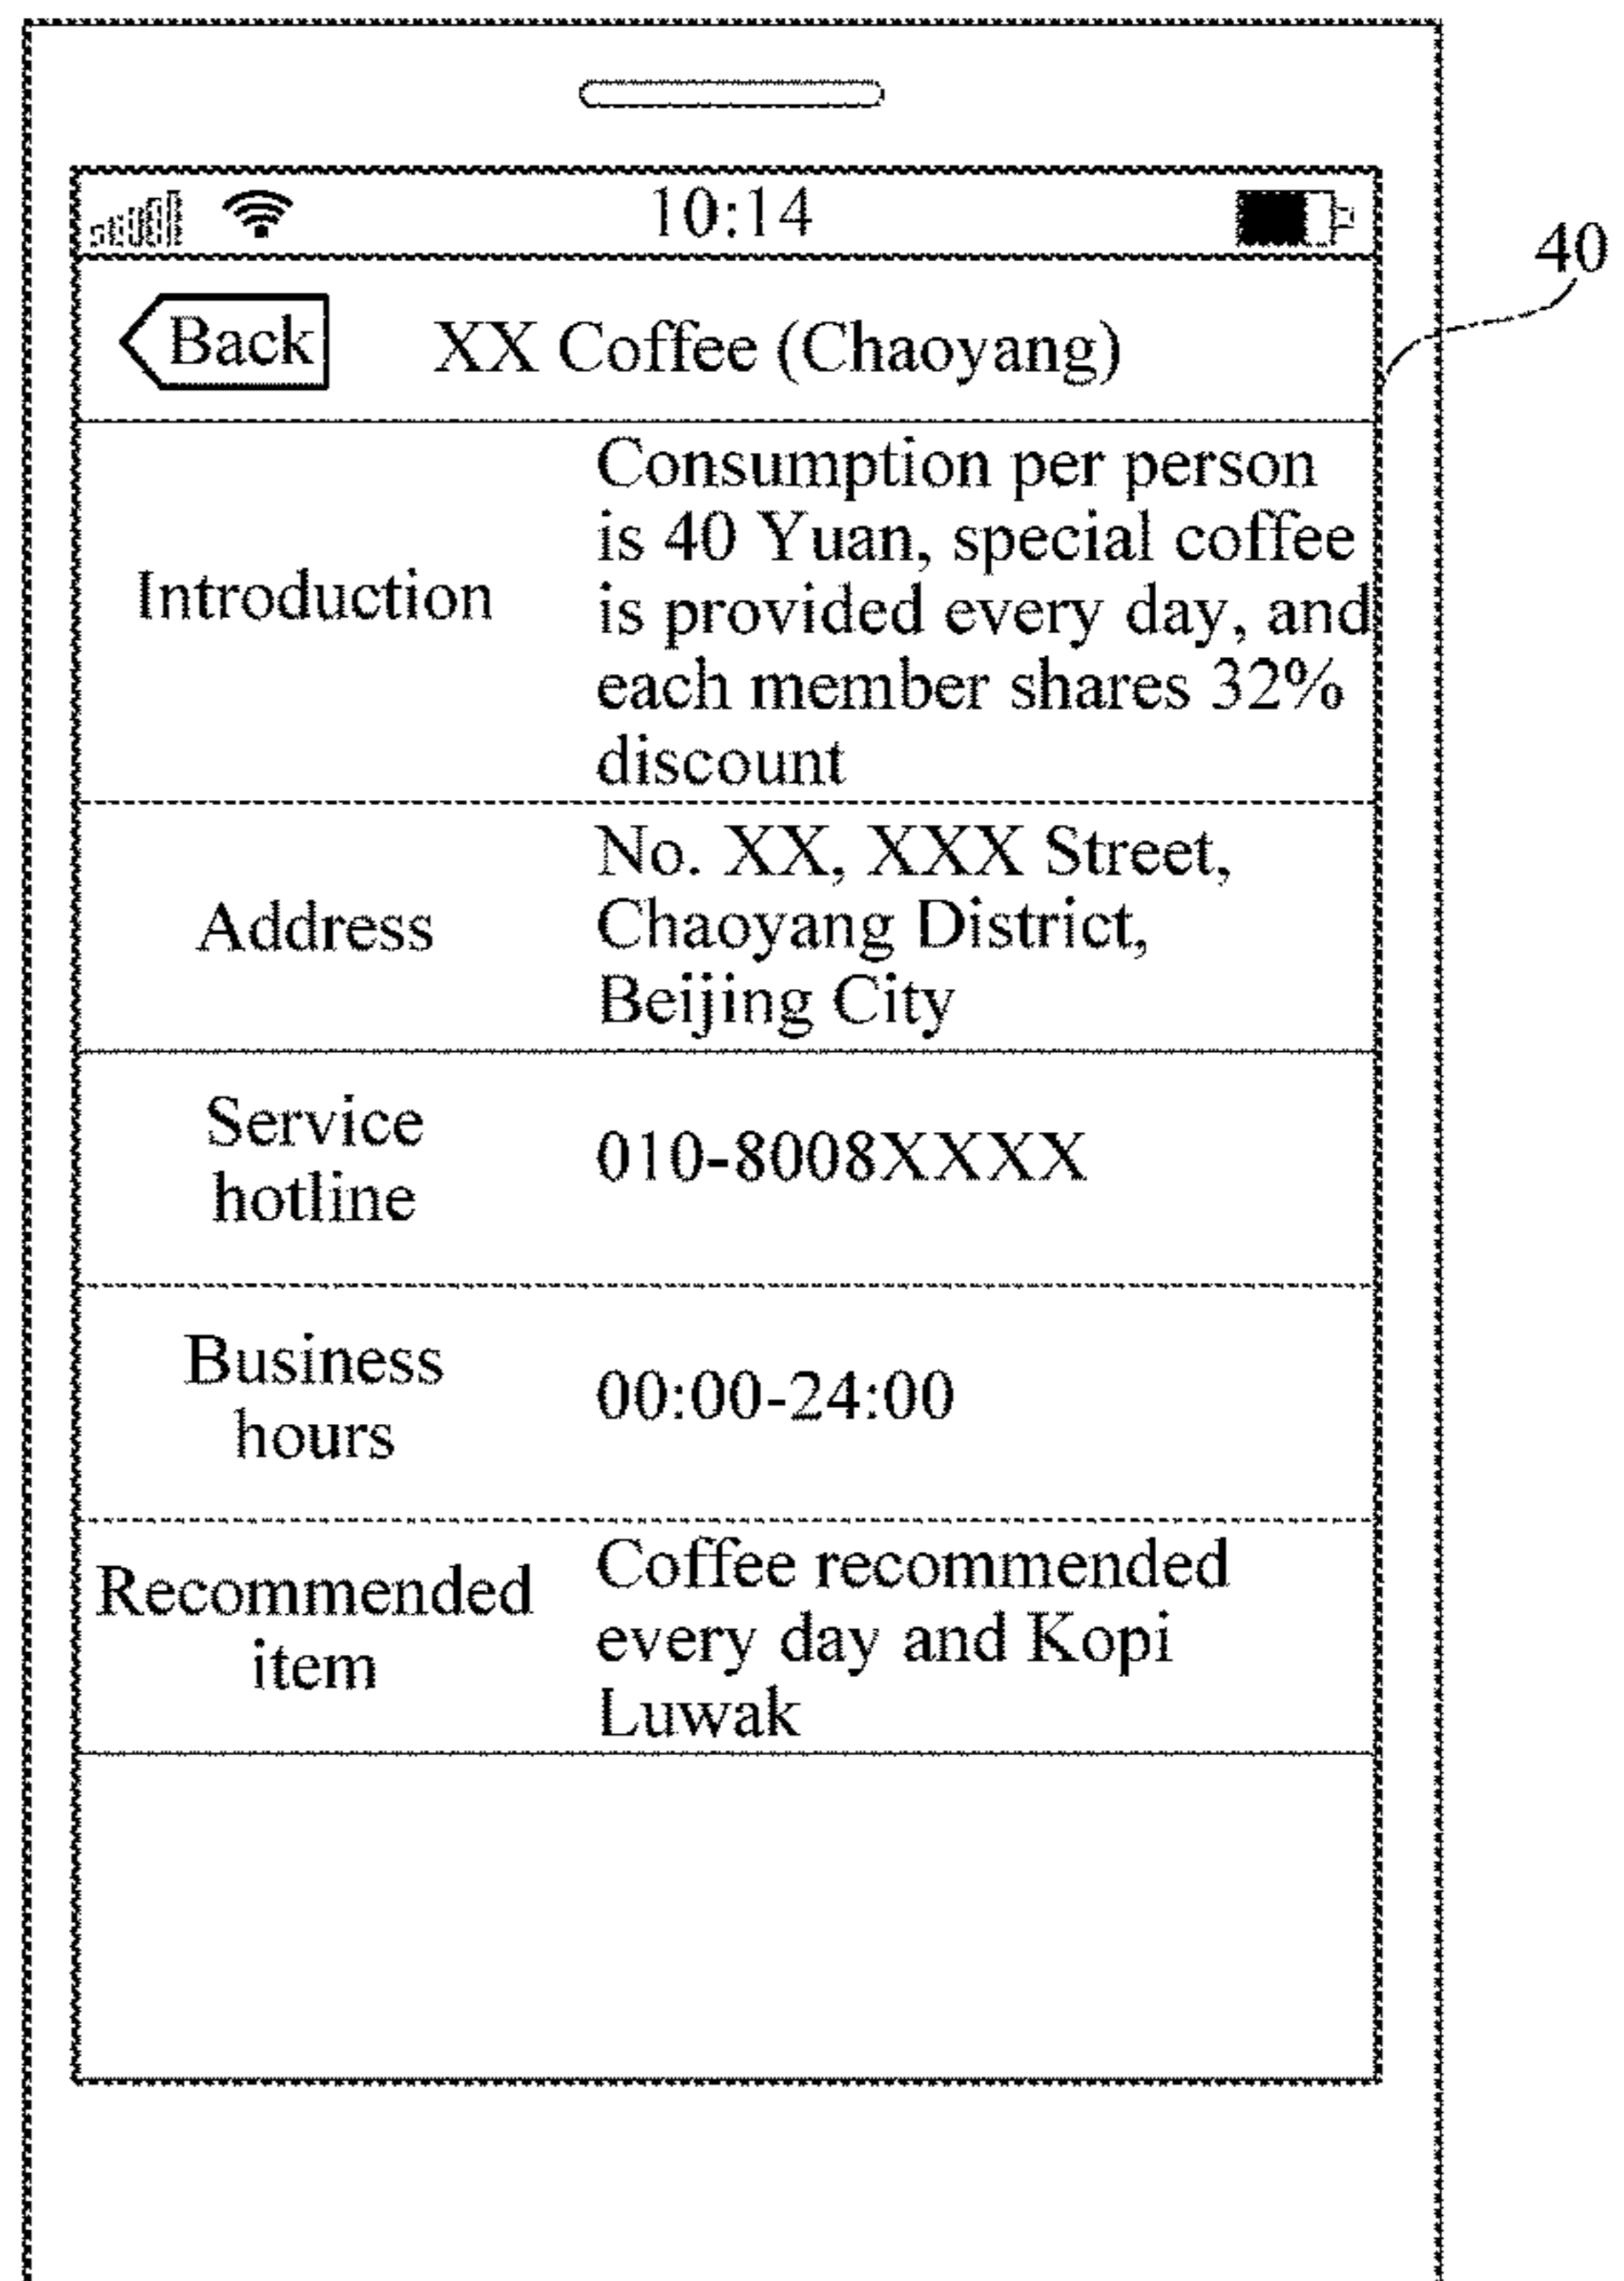 10:14
40
Back
XX Coffee (Chaoyang)
Introduction
Consumption per person
is 40 Yuan, special coffee
is provided every day, and
each member shares 32%
discount
Address
No. XX, XXX Street,
Chaoyang District,
Beijing City
Service
hotline
010-8008XXXX
Business
hours
00:00-24:00
Recommended
item
Coffee recommended
every day and Kopi
Luwak